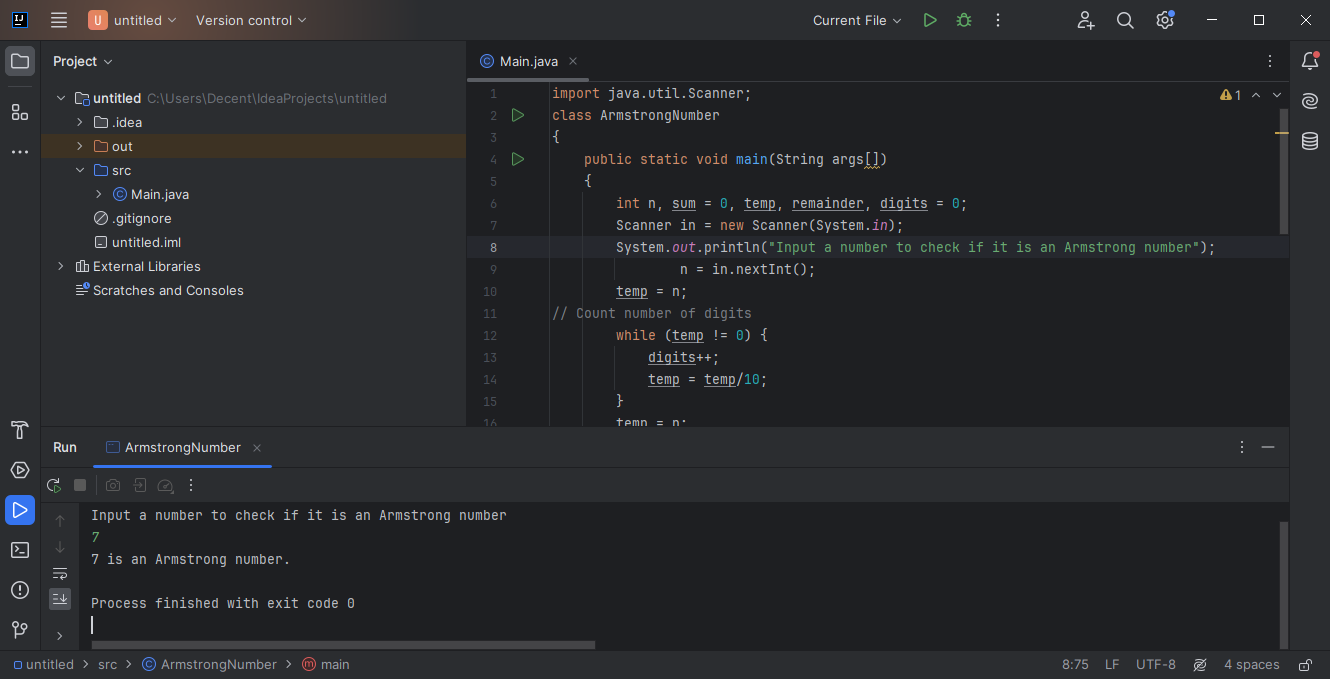 U untitled Version control Current File
Project
Main.java
untitled C:\Users\Decent\IdeaProjects\untitled
.idea
out
src
Main.java
.gitignore
untitled.iml
External Libraries
Scratches and Consoles
1 import java.util.Scanner;
2 class ArmstrongNumber
3 {
4 public static void main(String args[])
5 {
6 int n, sum = 0, temp, remainder, digits = 0;
7 Scanner in = new Scanner(System.in);
8 System.out.println("Input a number to check if it is an Armstrong number");
9 n = in.nextInt();
10 temp = n;
11 // Count number of digits
12 while (temp != 0) {
13 digits++;
14 temp = temp/10;
15 }
16 temp = n;
1
Run ArmstrongNumber
Input a number to check if it is an Armstrong number
7
7 is an Armstrong number.
Process finished with exit code 0
untitled > src > ArmstrongNumber > main 8:75 LF UTF-8 4 spaces